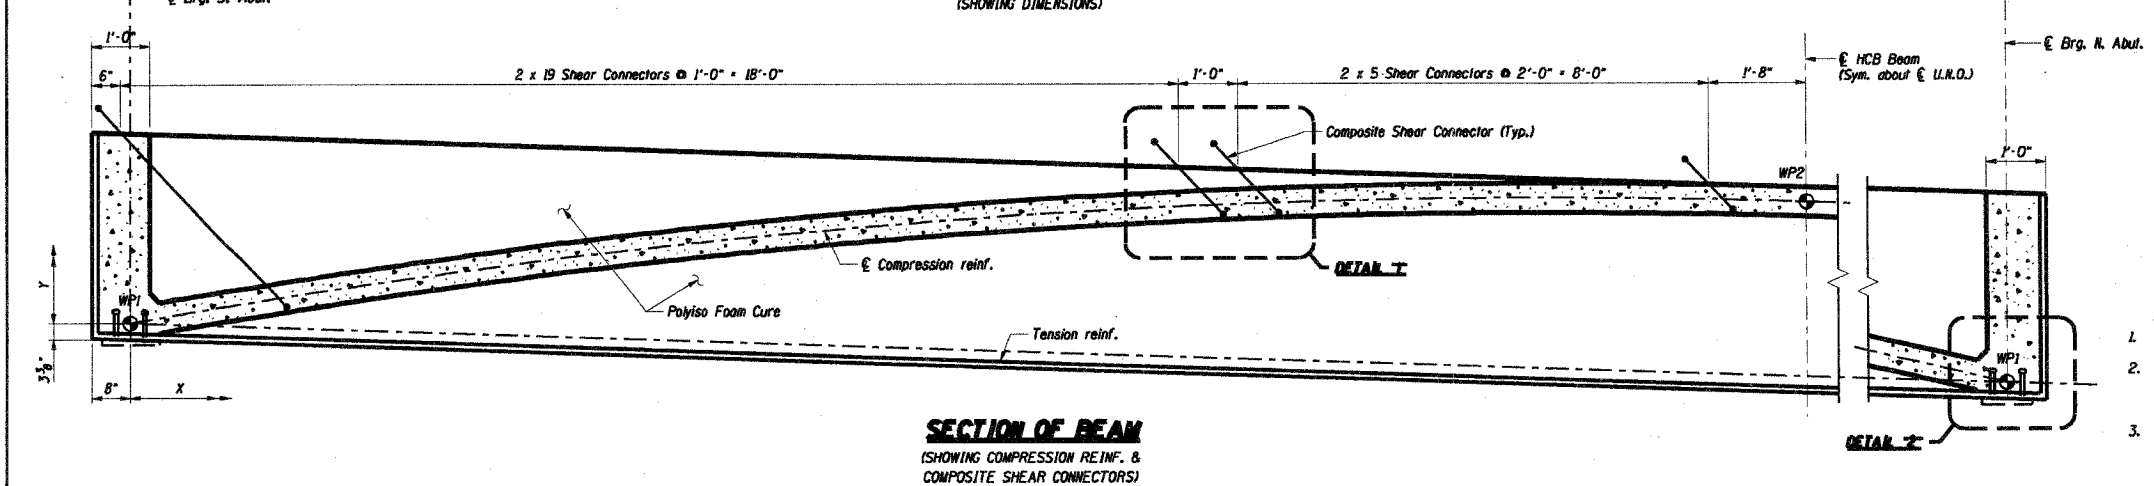 (SHOWING DIMENSIONS)
1'-0"
6"
2 x 19 Shear Connectors @ 1'-0" = 18'-0"
1'-0"
2 x 5 Shear Connectors @ 2'-0" = 8'-0"
1'-8"
℄ HCB Beam
(Sym. about ℄ U.N.O.)
℄ Brg. N. Abut.
Composite Shear Connector (Typ.)
1'-0"
WP2
℄ Compression reinf.
DETAIL "1"
Y
WP1
Polyiso Foam Cure
Tension reinf.
1.
WP1
2.
3⅜"
8"
X
3.
SECTION OF BEAM
DETAIL "2"
(SHOWING COMPRESSION REINF. &
COMPOSITE SHEAR CONNECTORS)